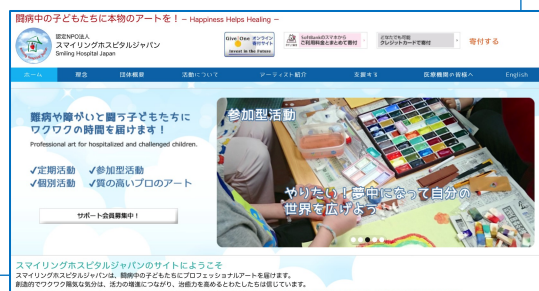 闘病中の子どもたちに本物のアートを！− Happiness Helps Healing −
認定NPO法人
スマイリングホスピタルジャパン
Smiling Hospital Japan
Give One オンライン寄付サイト
Invest in the Future
SoftBankのスマホから
ご利用料金とまとめて寄付
どなたでも可能
クレジットカードで寄付
寄付する
ホーム 理念 団体概要 活動について アーティスト紹介 支援する 医療機関の皆様へ English
難病や障がいと闘う子どもたちに
ワクワクの時間を届けます！
Professional art for hospitalized and challenged children.
✓定期活動 ✓参加型活動
✓個別活動 ✓質の高いプロのアート
サポート会員募集中！
参加型活動
やりたい！夢中になって自分の
世界を広げよう
スマイリングホスピタルジャパンのサイトにようこそ
スマイリングホスピタルジャパンは、闘病中の子どもたちにプロフェッショナルアートを届けます。
創造的でワクワク陽気な気分は、活力の増進につながり、治癒力を高めるとわたしたちは信じています。